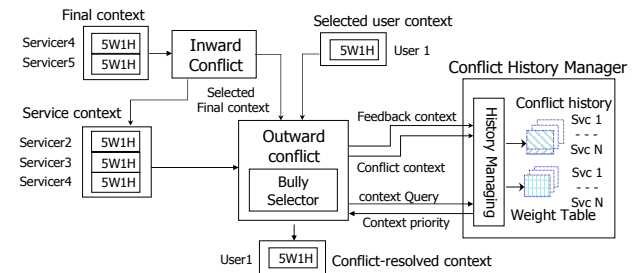 Final context
Servicer4
5W1H
Servicer5
5W1H
Inward
Conflict
Selected user context
5W1H
User 1
Selected
Final context
Service context
Servicer2
5W1H
Servicer3
5W1H
Servicer4
5W1H
Outward
conflict
Bully
Selector
Feedback context
Conflict context
context Query
Context priority
Conflict History Manager
History Managing
Conflict history
Svc 1
- - -
Svc N
Svc 1
- - -
Svc N
Weight Table
User1
5W1H
Conflict-resolved context